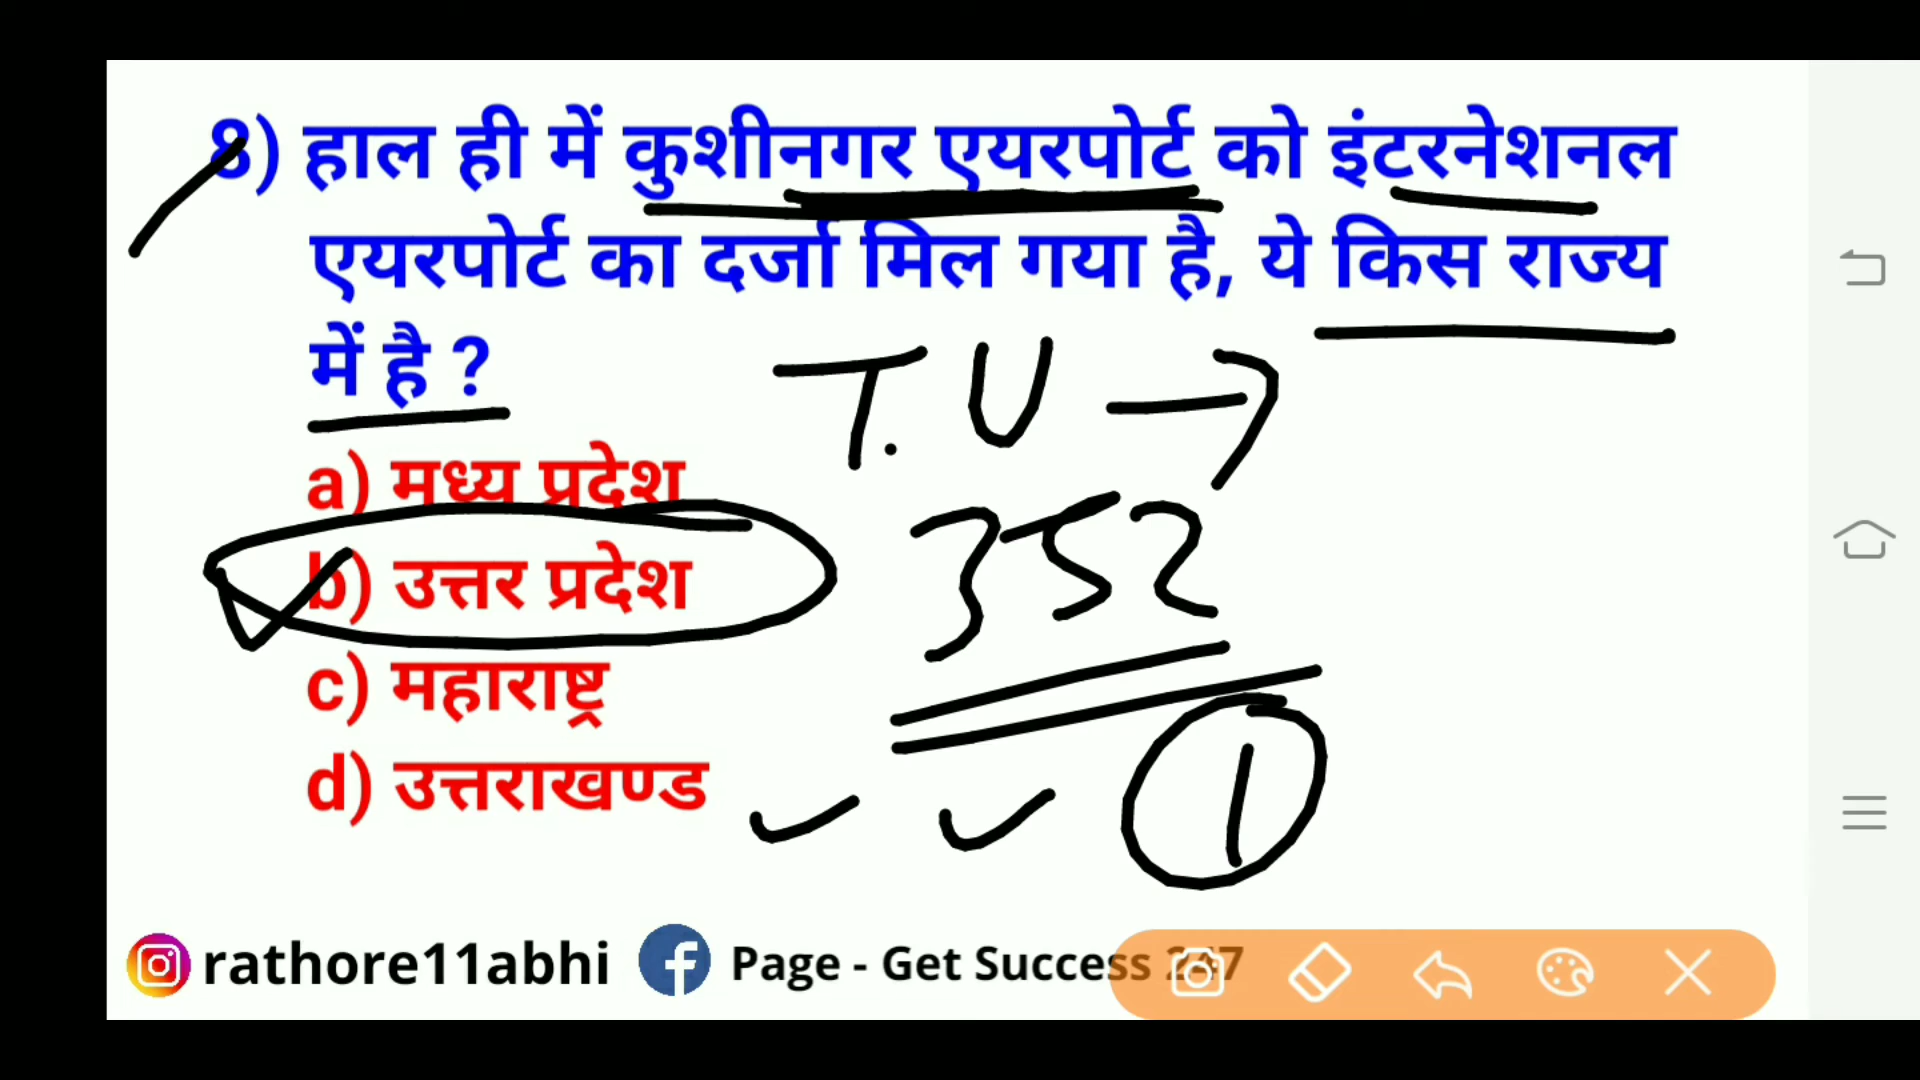 8) हाल ही में कुशीनगर एयरपोर्ट को इंटरनेशनल
एयरपोर्ट का दर्जा मिल गया है, ये किस राज्य
में है ?
T.U →
a) मध्य प्रदेश
352
b) उत्तर प्रदेश
c) महाराष्ट्र
1
d) उत्तराखण्ड
rathore11abhi Page - Get Success 247